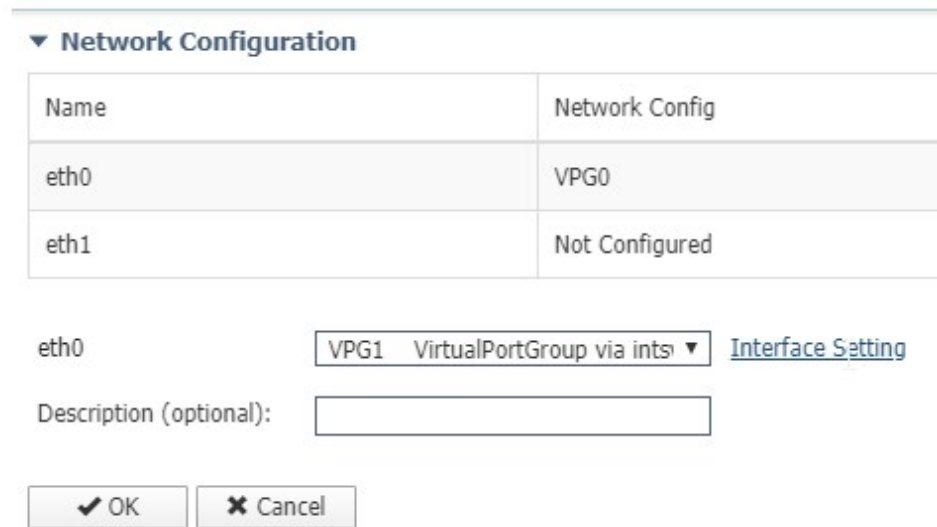 Network Configuration
Name Network Config
eth0 VPG0
eth1 Not Configured
eth0 VPG1 VirtualPortGroup via intsv Interface Setting
Description (optional):
OK Cancel